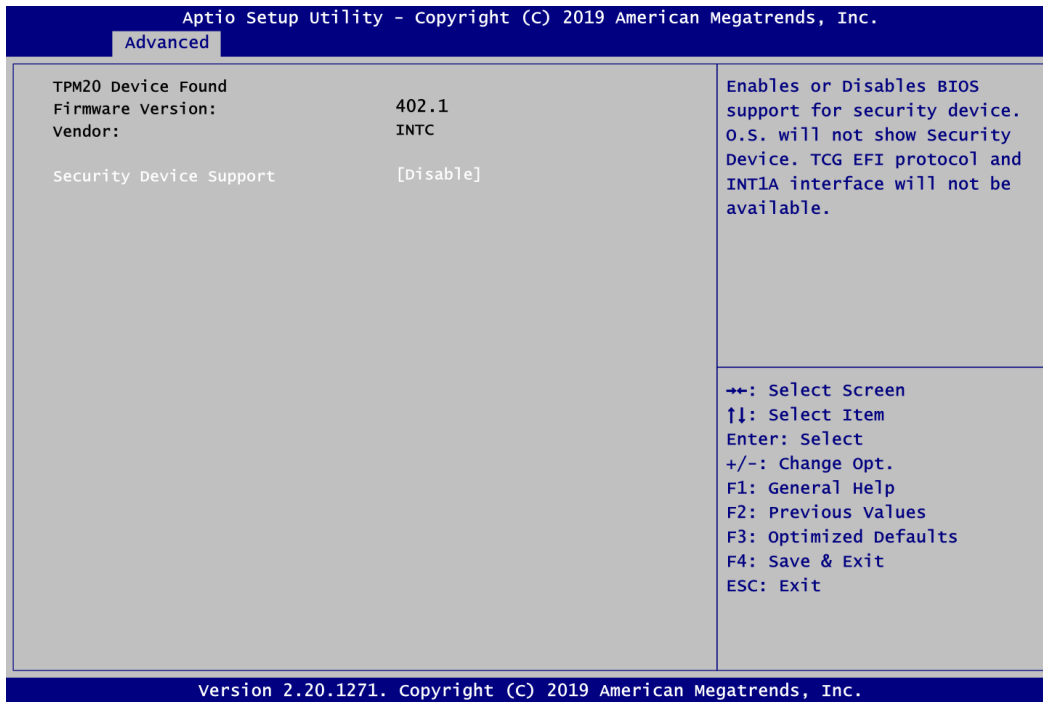 Aptio Setup Utility – Copyright (C) 2019 American Megatrends, Inc.
Advanced
TPM20 Device Found
Firmware Version: 402.1
Vendor: INTC
Security Device Support [Disable]
Enables or Disables BIOS
support for security device.
O.S. will not show Security
Device. TCG EFI protocol and
INT1A interface will not be
available.
→←: Select Screen
↑↓: Select Item
Enter: Select
+/-: Change Opt.
F1: General Help
F2: Previous Values
F3: Optimized Defaults
F4: Save & Exit
ESC: Exit
Version 2.20.1271. Copyright (C) 2019 American Megatrends, Inc.